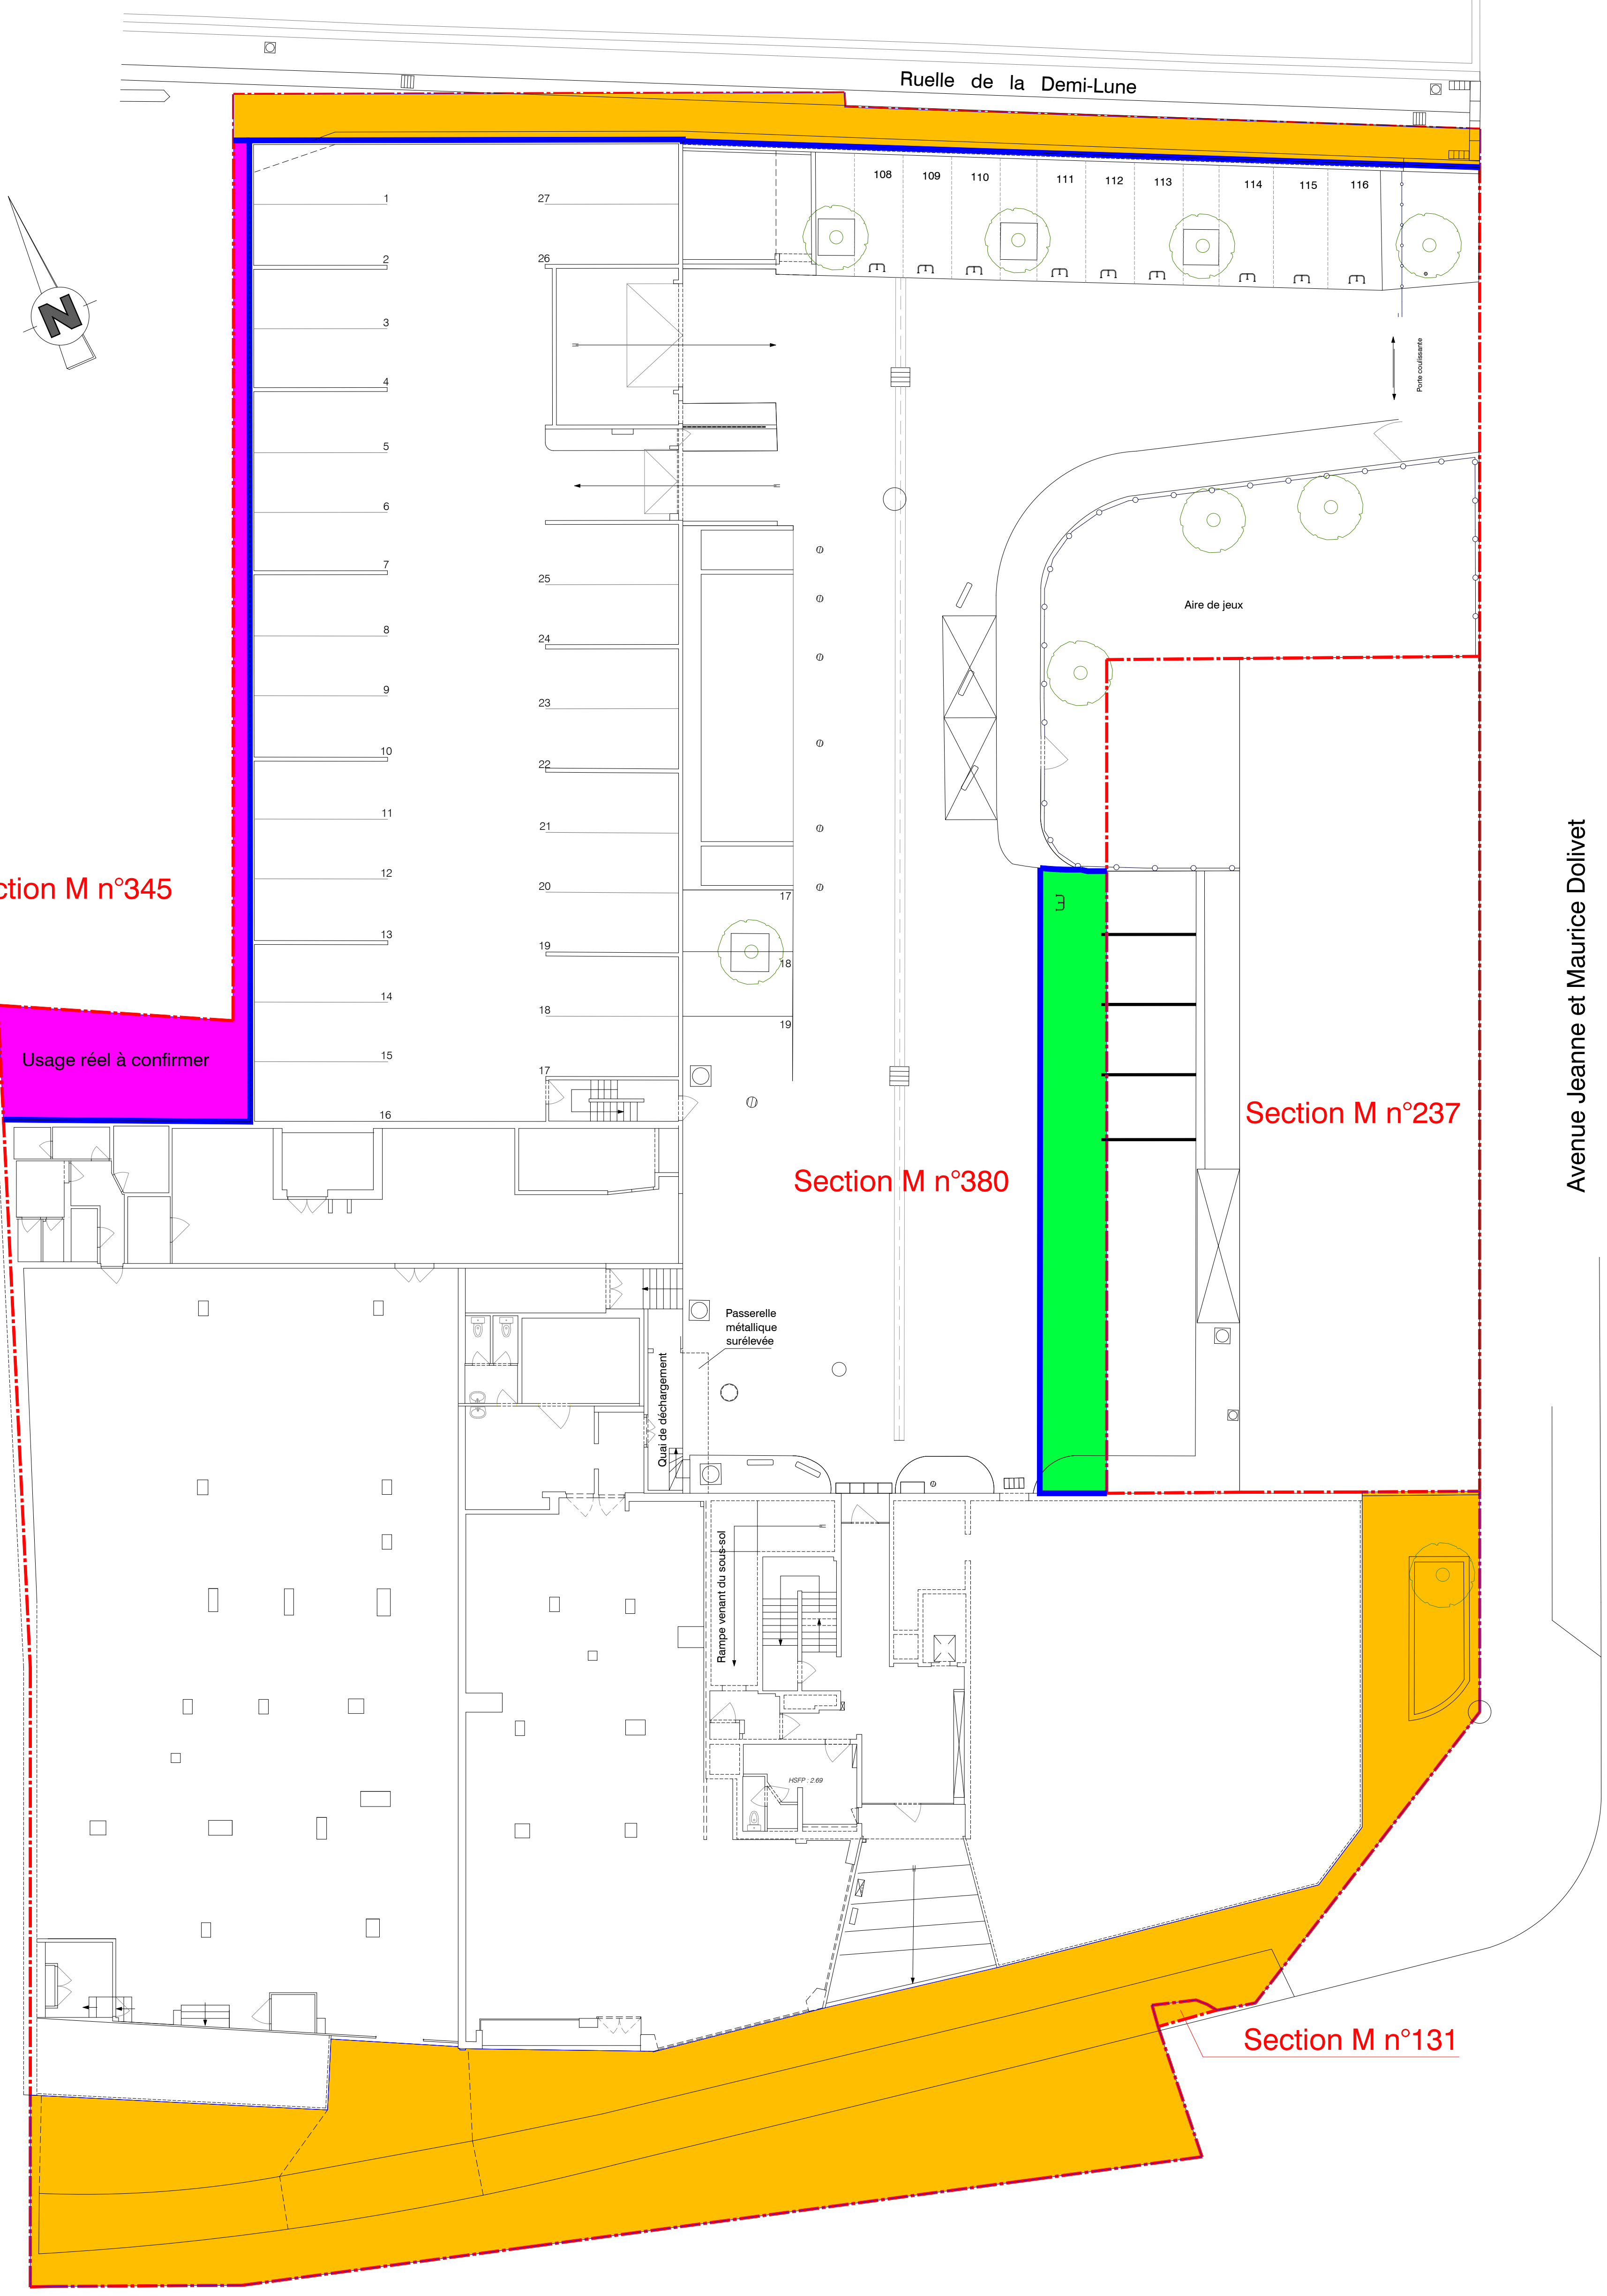 Ruelle de la Demi-Lune
108
109
110
111
112
113
114
115
116
1
27
2
26
N
3
Porte coulissante
4
5
6
7
25
Aire de jeux
8
24
9
23
10
22
11
21
12
20
17
ction M n°345
13
19
18
14
18
19
Usage réel à confirmer
15
17
16
Section M n°237
Section M n°380
Avenue Jeanne et Maurice Dolivet
Passerelle
métallique
surélevée
Quai de déchargement
Rampe venant du sous-sol
HSFP : 2.69
Section M n°131